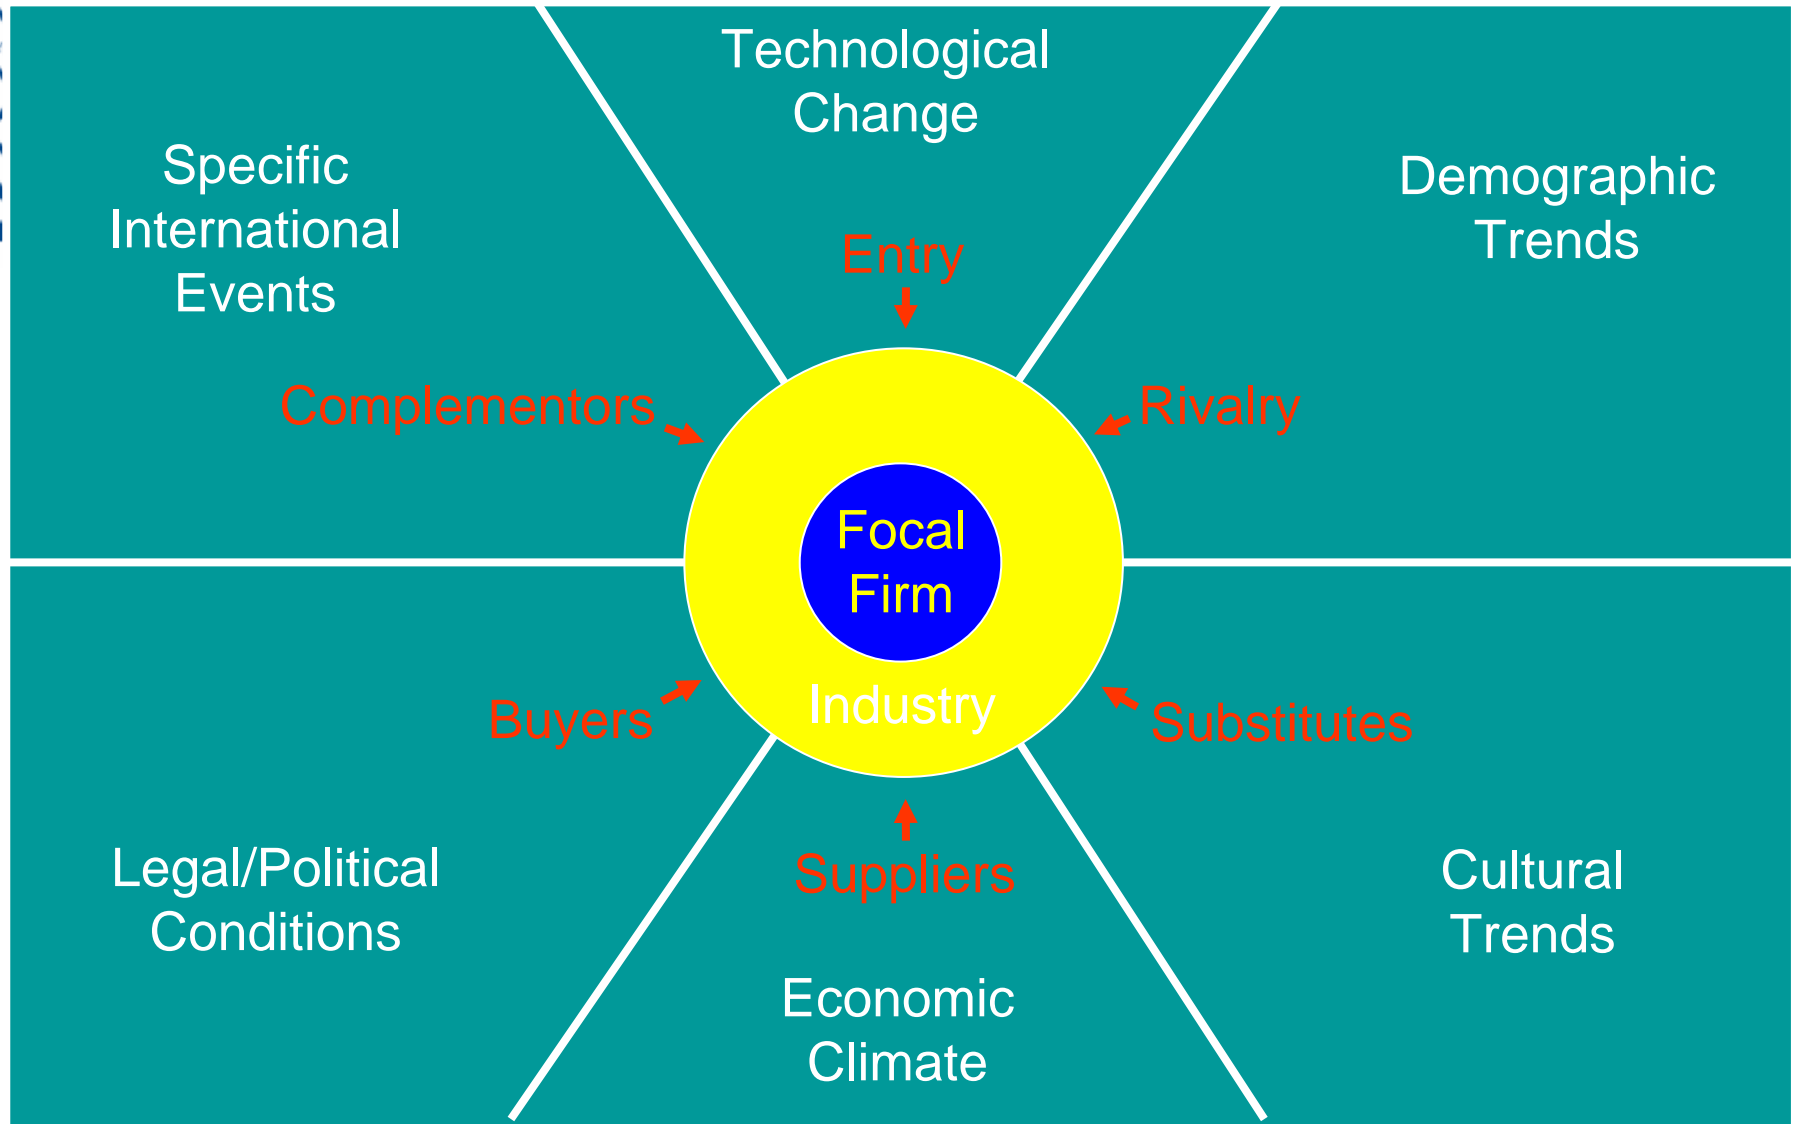 Technological
Change
Specific
International
Events
Demographic
Trends
Entry
Complementors
Rivalry
Focal
Firm
Industry
Buyers
Substitutes
Suppliers
Legal/Political
Conditions
Cultural
Trends
Economic
Climate